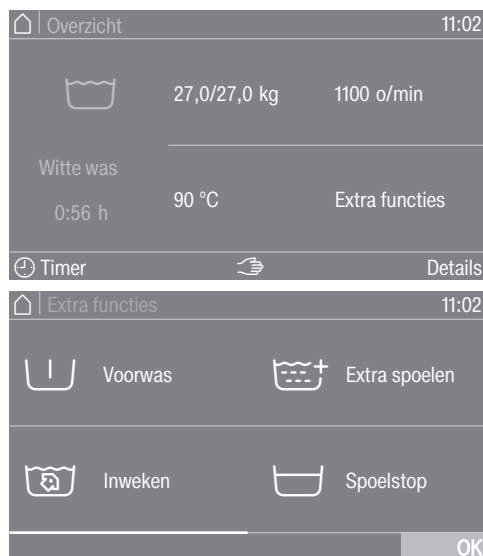 Overzicht 11:02
27,0/27,0 kg 1100 o/min
Witte was
0:56 h
90 °C Extra functies
Timer Details
Extra functies 11:02
Voorwas Extra spoelen
Inweken Spoelstop
OK